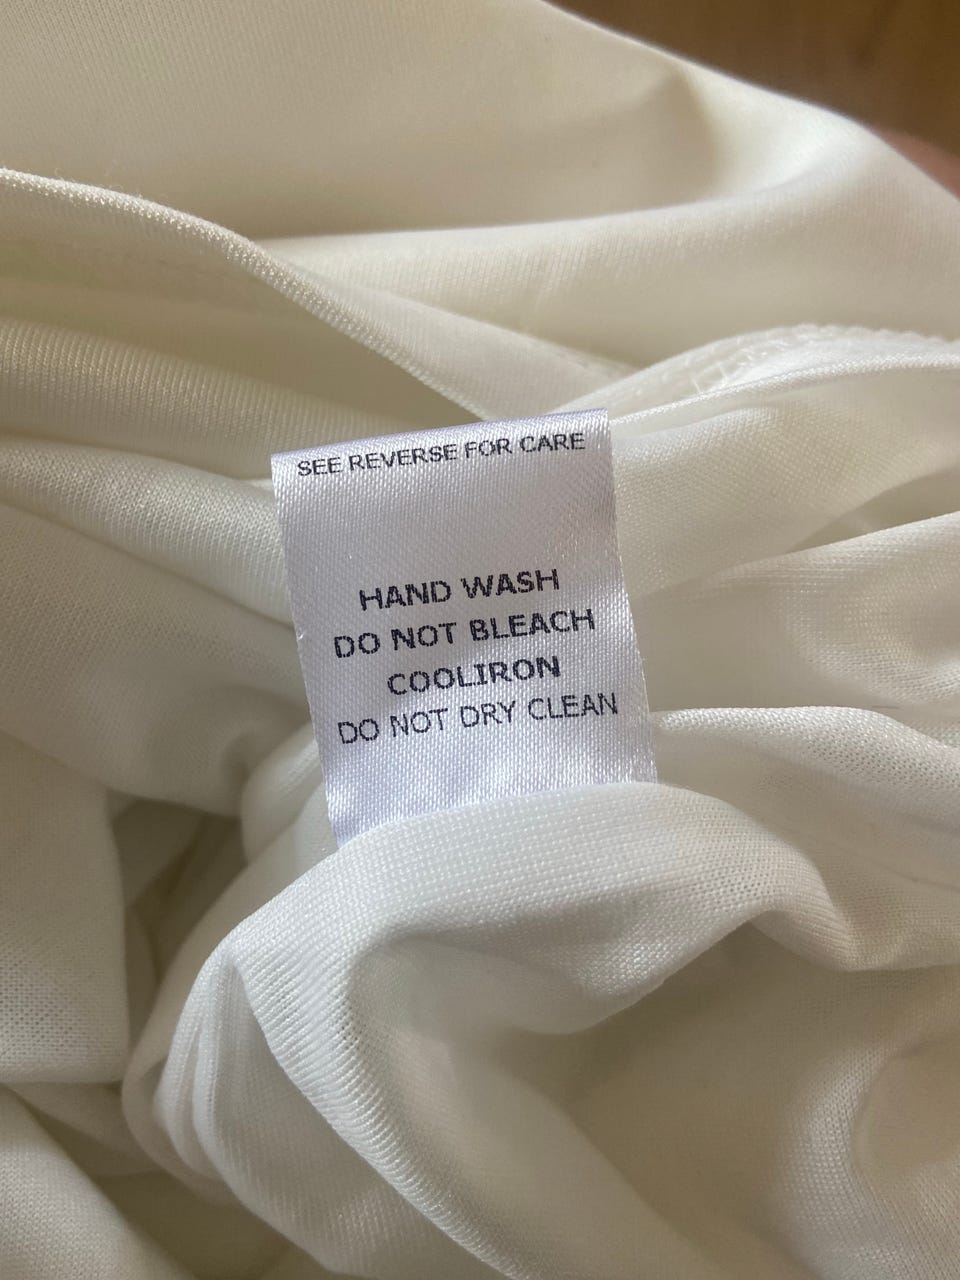 SEE REVERSE FOR CARE
HAND WASH
DO NOT BLEACH
COOLIRON
DO NOT DRY CLEAN